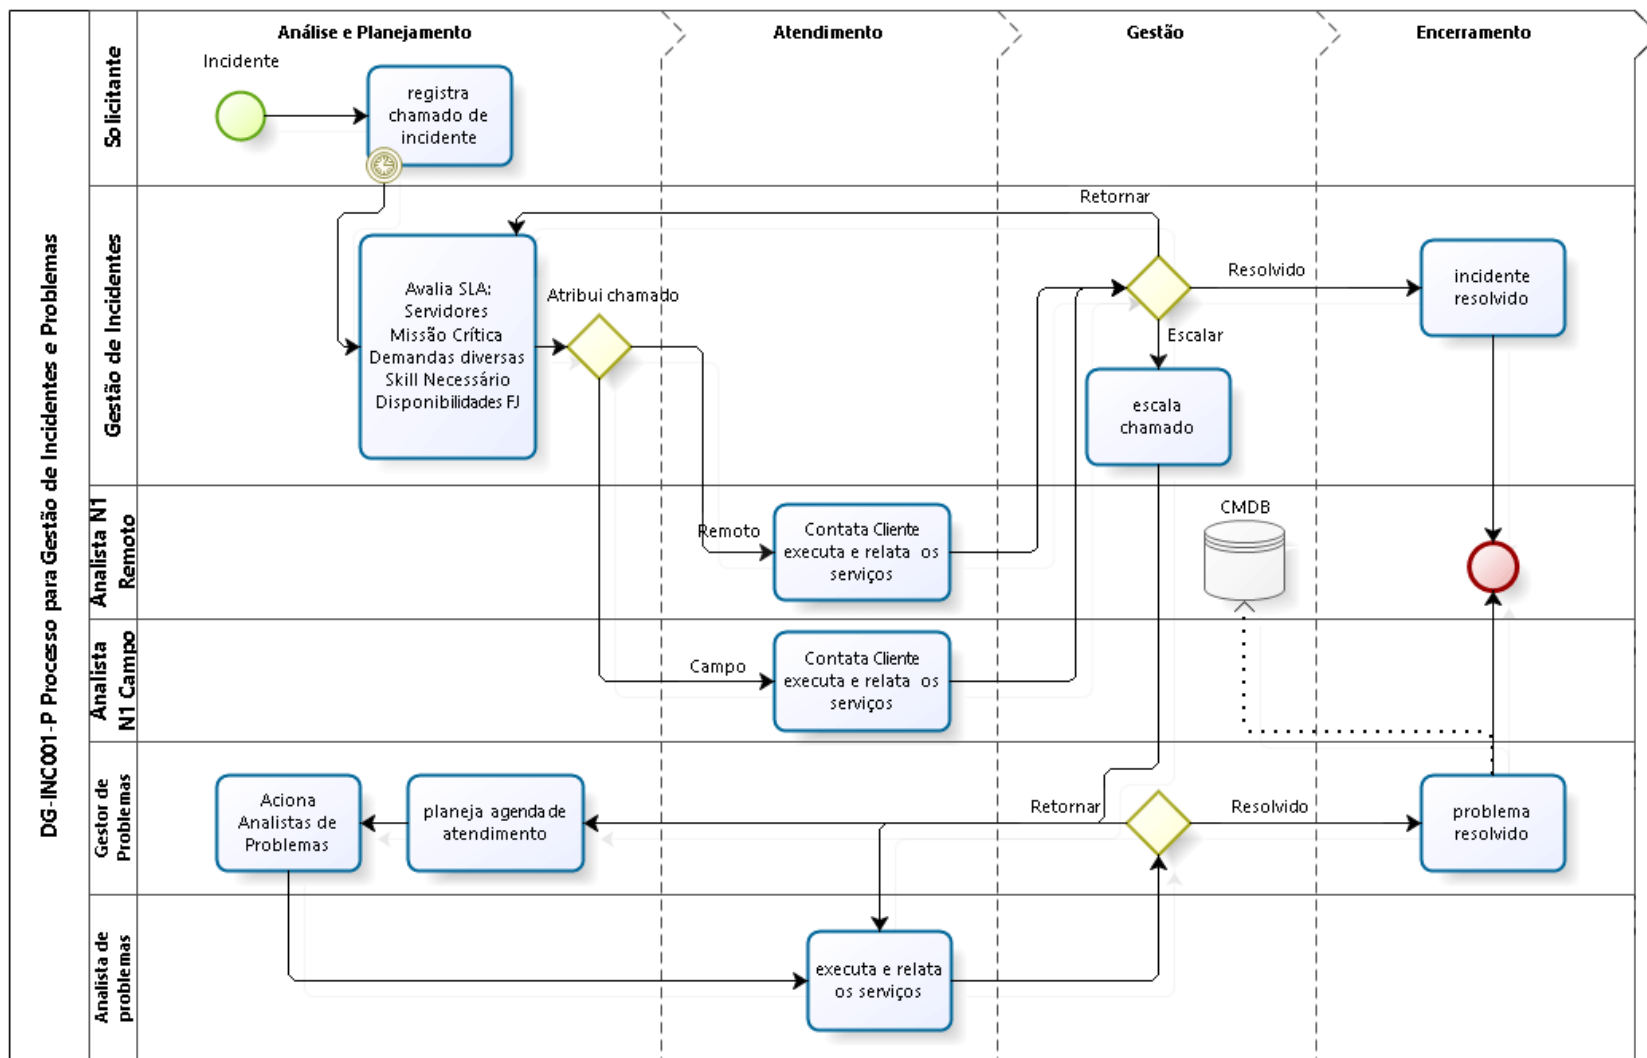 DG-INC001-P Processo para Gestão de Incidentes e Problemas
Análise e Planejamento
Atendimento
Gestão
Encerramento
Solicitante
Incidente
registra
chamado de
incidente
Gestão de Incidentes
Retornar
Avalia SLA:
Servidores
Missão Crítica
Demandas diversas
Skill Necessário
Disponibilidades FJ
Atribui chamado
Resolvido
incidente
resolvido
Escalar
escala
chamado
Analista N1
Remoto
Remoto
Contata Cliente
executa e relata os
serviços
CMDB
Analista
N1 Campo
Campo
Contata Cliente
executa e relata os
serviços
Gestor de
Problemas
Aciona
Analistas de
Problemas
planeja agenda de
atendimento
Retornar
Resolvido
problema
resolvido
Analista de
problemas
executa e relata
os serviços